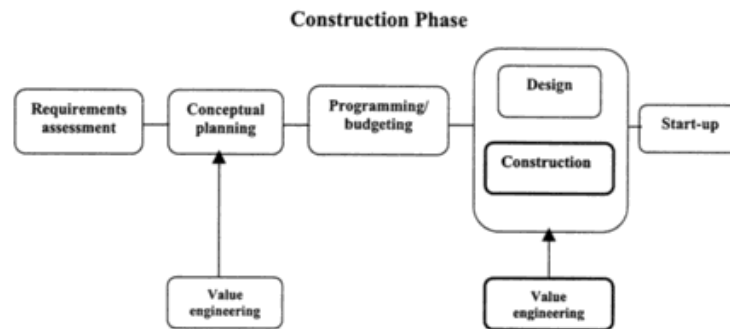 Construction Phase
Requirements
assessment
Conceptual
planning
Programming/
budgeting
Design
Construction
Start-up
Value
engineering
Value
engineering